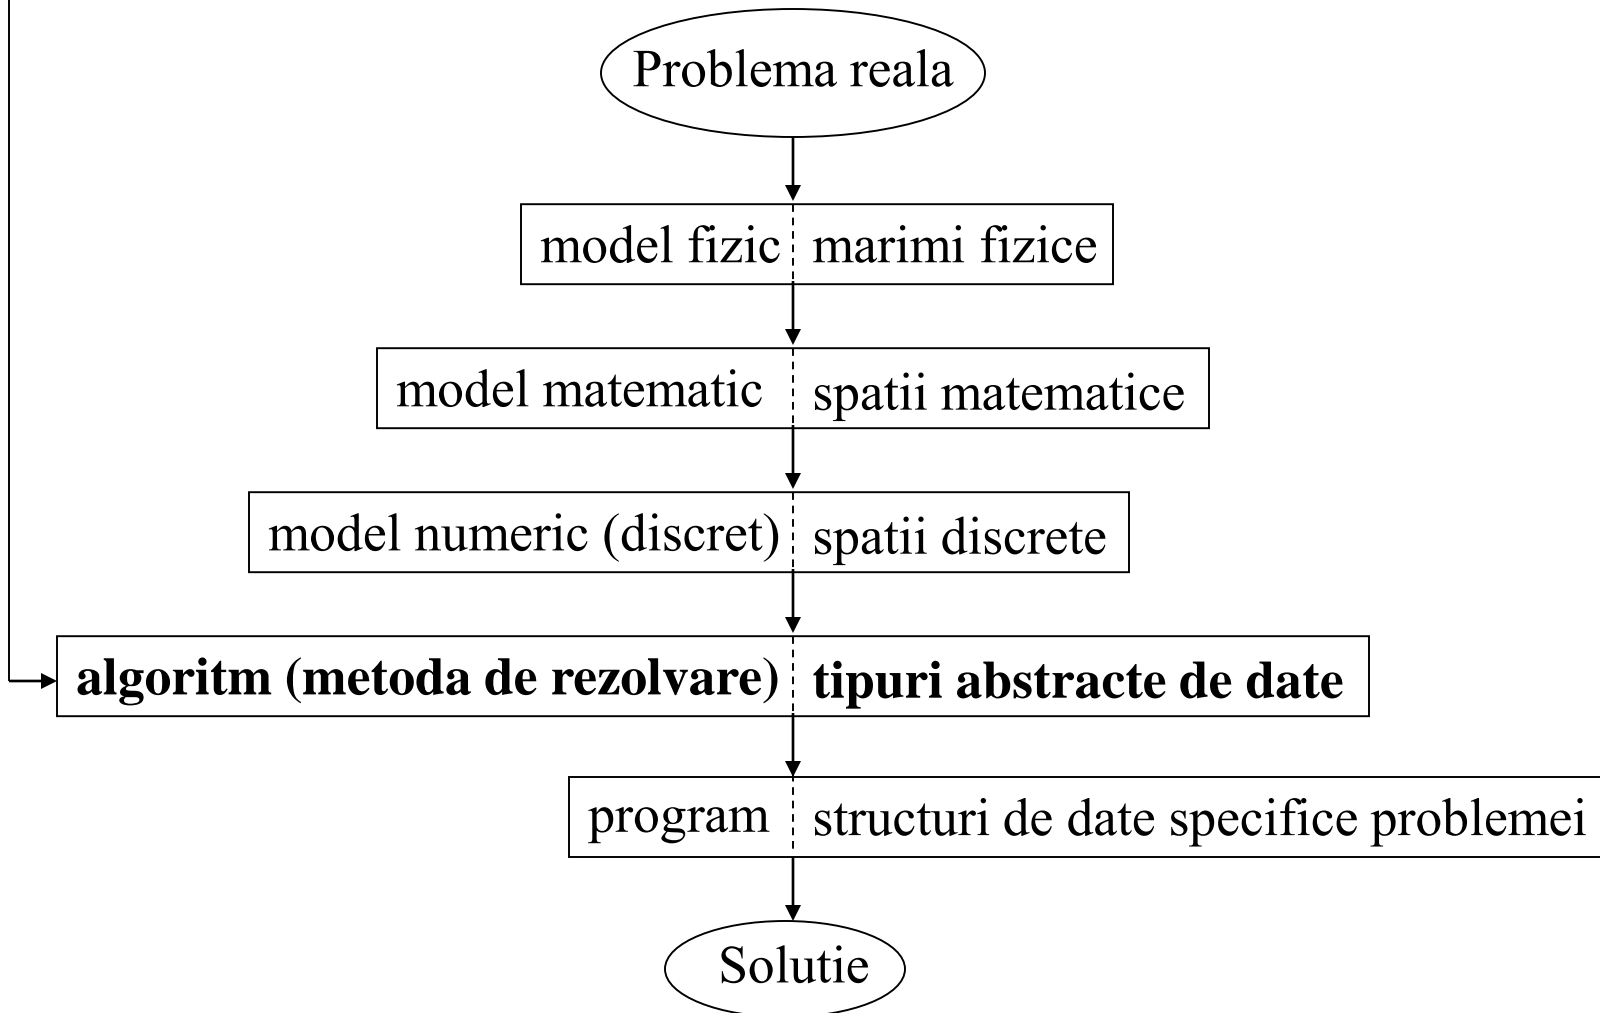 Problema reala
model fizic marimi fizice
model matematic spatii matematice
model numeric (discret) spatii discrete
algoritm (metoda de rezolvare) tipuri abstracte de date
program structuri de date specifice problemei
Solutie